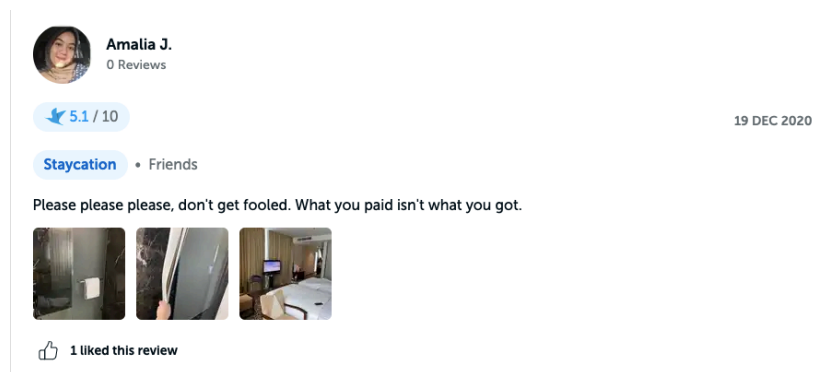 Amalia J.
0 Reviews
5.1 / 10
19 DEC 2020
Staycation • Friends
Please please please, don't get fooled. What you paid isn't what you got.
1 liked this review